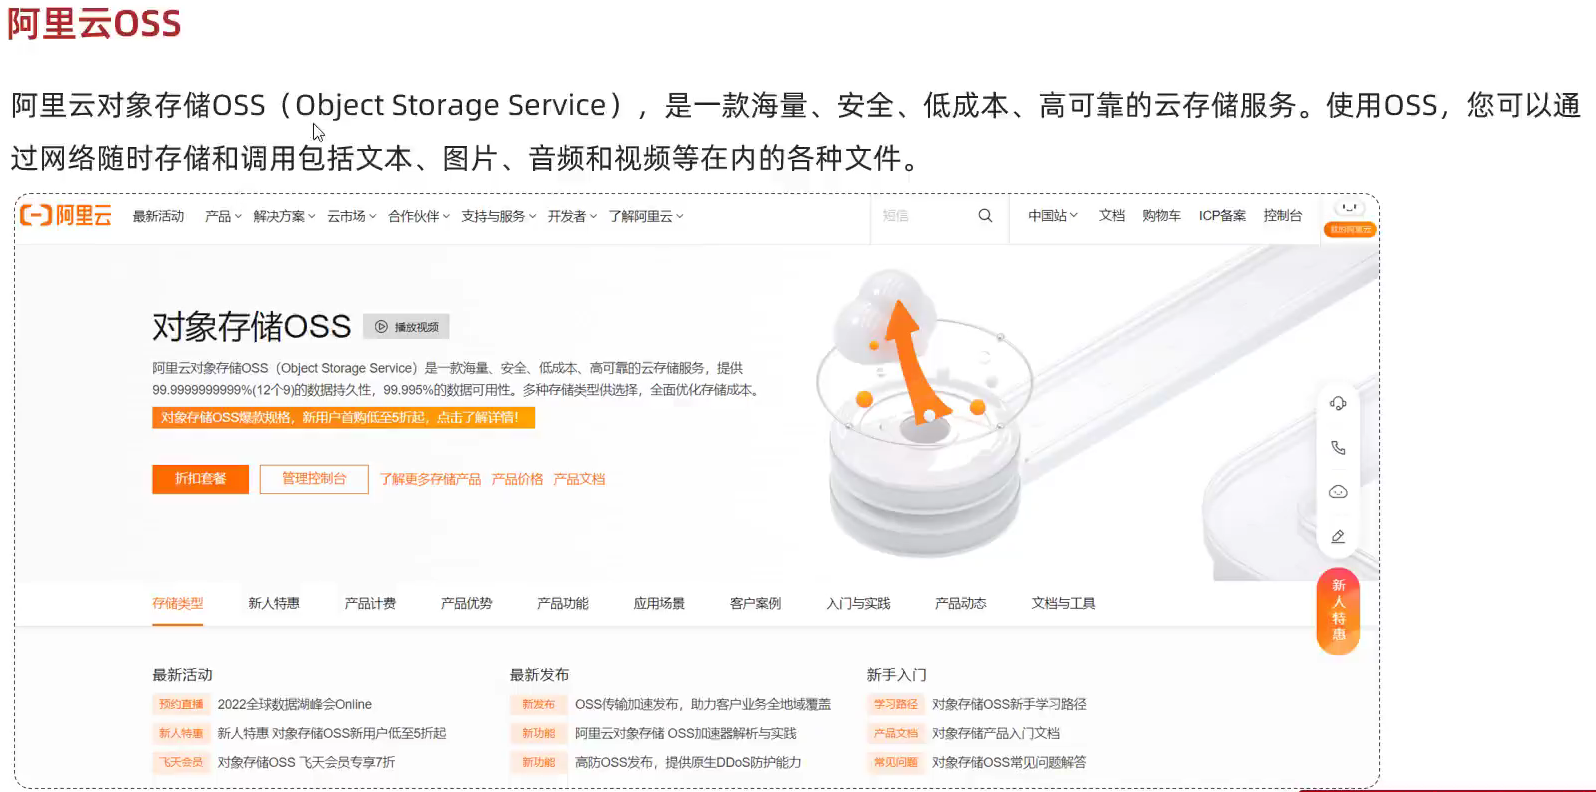 阿里云OSS
阿里云对象存储OSS（Object Storage Service），是一款海量、安全、低成本、高可靠的云存储服务。使用OSS，您可以通
过网络随时存储和调用包括文本、图片、音频和视频等在内的各种文件。
阿里云 最新活动 产品 解决方案 云市场 合作伙伴 支持与服务 开发者 了解阿里云 短信 中国站 文档 购物车 ICP备案 控制台
我的阿里云
对象存储OSS 播放视频
阿里云对象存储OSS（Object Storage Service）是一款海量、安全、低成本、高可靠的云存储服务，提供
99.9999999999%(12个9)的数据持久性，99.995%的数据可用性。多种存储类型供选择，全面优化存储成本。
对象存储OSS爆款规格，新用户首购低至5折起，点击了解详情！
折扣套餐 管理控制台 了解更多存储产品 产品价格 产品文档
新人特惠
存储类型 新人特惠 产品计费 产品优势 产品功能 应用场景 客户案例 入门与实践 产品动态 文档与工具
最新活动 最新发布 新手入门
预约直播 2022全球数据湖峰会Online 新发布 OSS传输加速发布，助力客户业务全地域覆盖 学习路径 对象存储OSS新手学习路径
新人特惠 新人特惠 对象存储OSS新用户低至5折起 新功能 阿里云对象存储 OSS加速器解析与实践 产品文档 对象存储产品入门文档
飞天会员 对象存储OSS 飞天会员专享7折 新功能 高防OSS发布，提供原生DDoS防护能力 常见问题 对象存储OSS常见问题解答